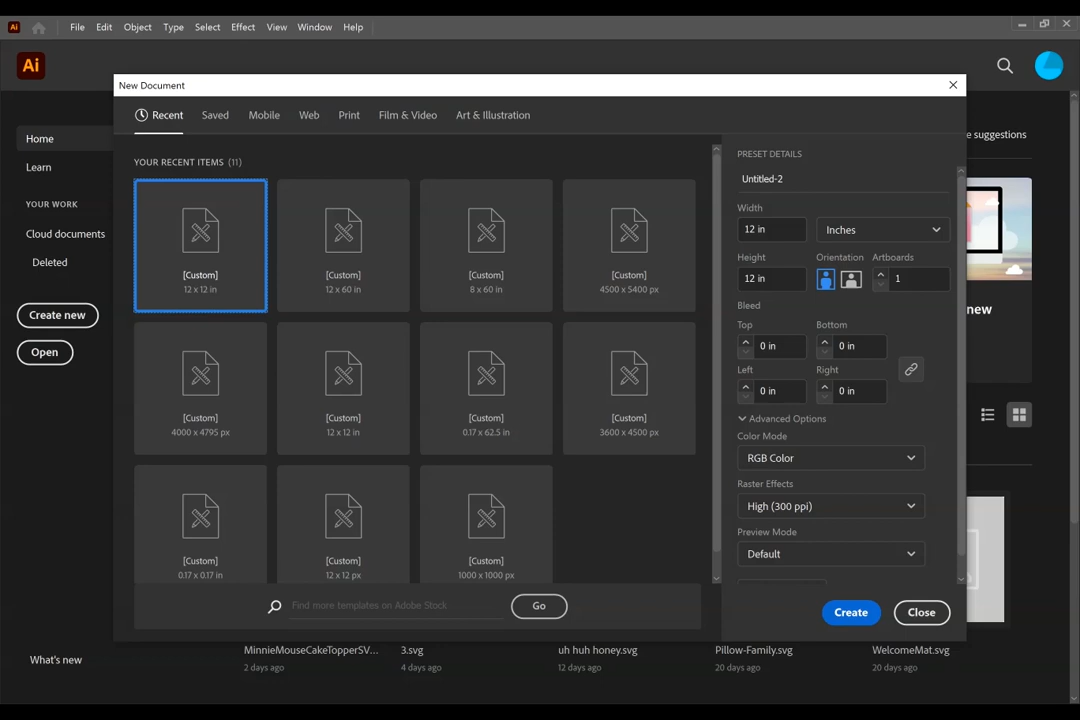 Ai File Edit Object Type Select Effect View Window Help
Ai
New Document
Recent Saved Mobile Web Print Film & Video Art & Illustration
Home
Learn
YOUR WORK
Cloud documents
Deleted
Create new
Open
What's new
YOUR RECENT ITEMS (11)
[Custom]
12 x 12 in
[Custom]
12 x 60 in
[Custom]
8 x 60 in
[Custom]
4500 x 5400 px
[Custom]
4000 x 4795 px
[Custom]
12 x 12 in
[Custom]
0.17 x 62.5 in
[Custom]
3600 x 4500 px
[Custom]
0.17 x 0.17 in
[Custom]
12 x 12 px
[Custom]
1000 x 1000 px
Find more templates on Adobe Stock
Go
PRESET DETAILS
Untitled-2
Width
12 in Inches
Height Orientation Artboards
12 in 1
Bleed
Top Bottom
0 in 0 in
Left Right
0 in 0 in
Advanced Options
Color Mode
RGB Color
Raster Effects
High (300 ppi)
Preview Mode
Default
Create Close
e suggestions
new
MinnieMouseCakeTopperSV...
2 days ago
3.svg
4 days ago
uh huh honey.svg
12 days ago
Pillow-Family.svg
20 days ago
WelcomeMat.svg
20 days ago